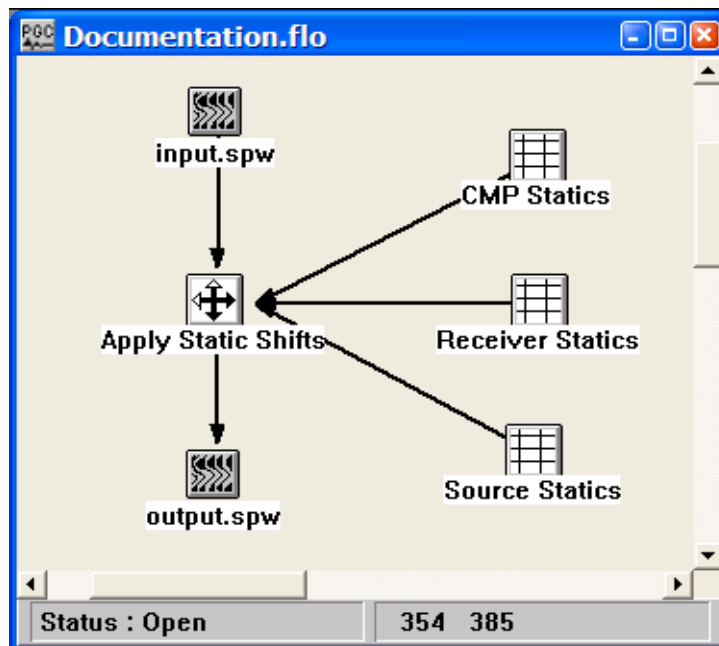 PGC
Documentation.flo
input.spw
CMP Statics
Apply Static Shifts
Receiver Statics
Source Statics
output.spw
Status : Open
354 385